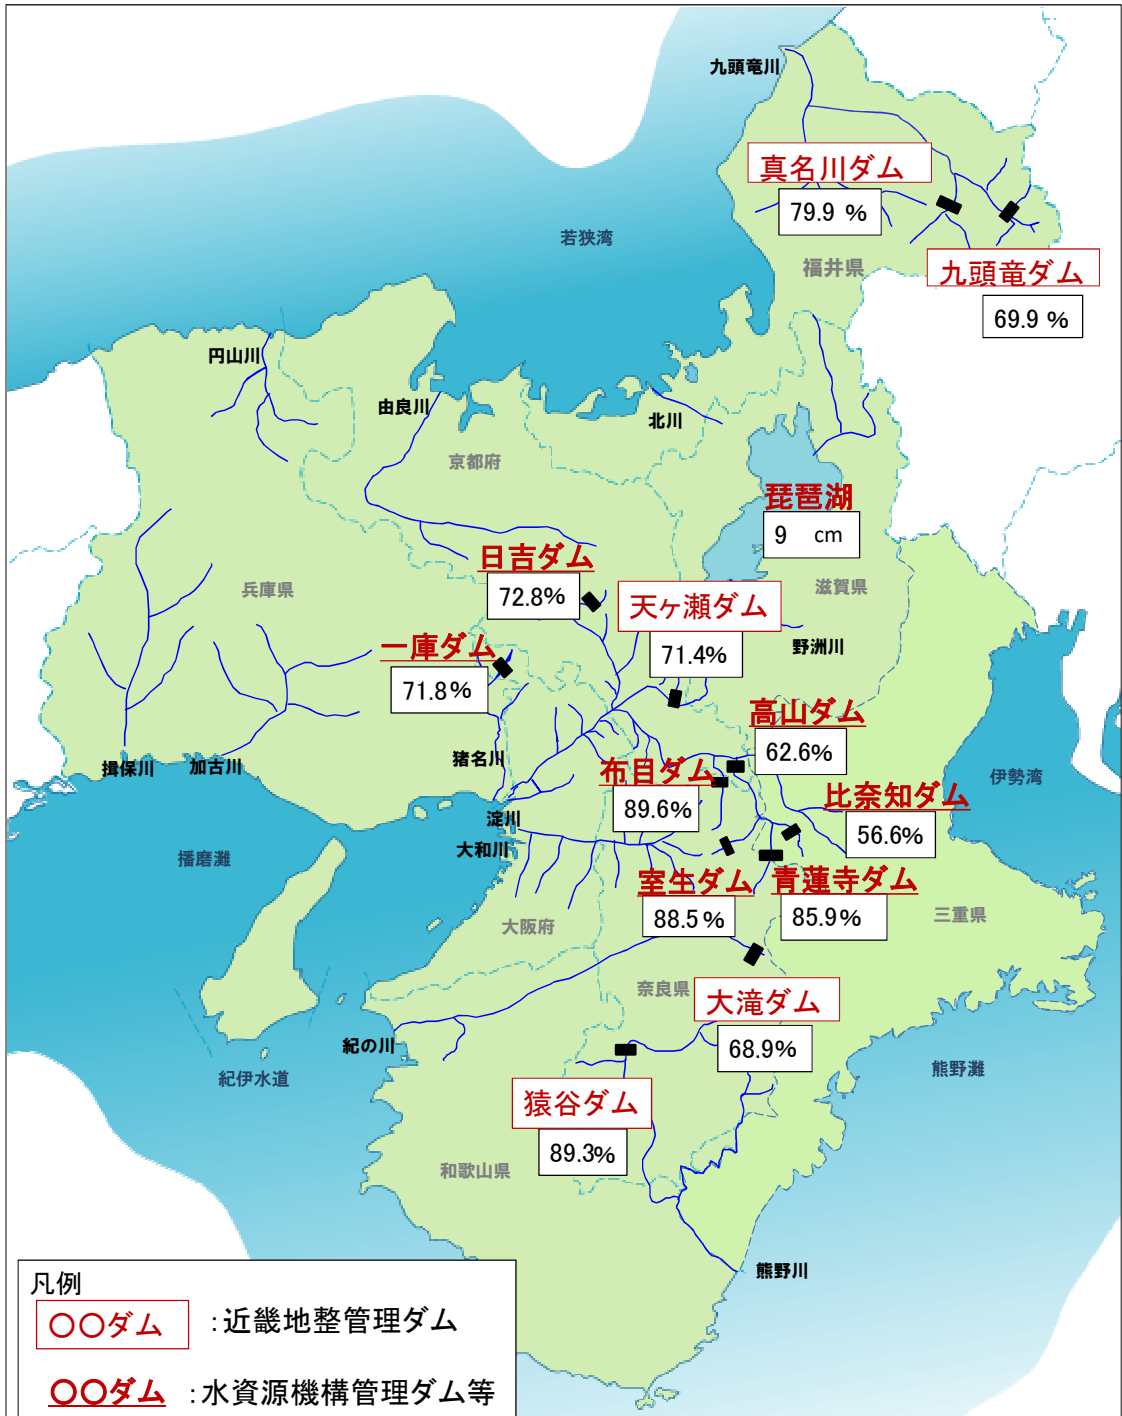 九頭竜川
真名川ダム
79.9 %
若狭湾
福井県
九頭竜ダム
69.9 %
円山川
由良川
北川
京都府
琵琶湖
9 cm
日吉ダム
72.8%
兵庫県
天ヶ瀬ダム
71.4%
滋賀県
野洲川
一庫ダム
71.8%
高山ダム
62.6%
揖保川
加古川
猪名川
布目ダム
89.6%
伊勢湾
比奈知ダム
56.6%
淀川
大和川
播磨灘
室生ダム
88.5%
青蓮寺ダム
85.9%
大阪府
三重県
奈良県
大滝ダム
68.9%
紀の川
紀伊水道
熊野灘
猿谷ダム
89.3%
和歌山県
熊野川
凡例
〇〇ダム :近畿地整管理ダム
〇〇ダム :水資源機構管理ダム等